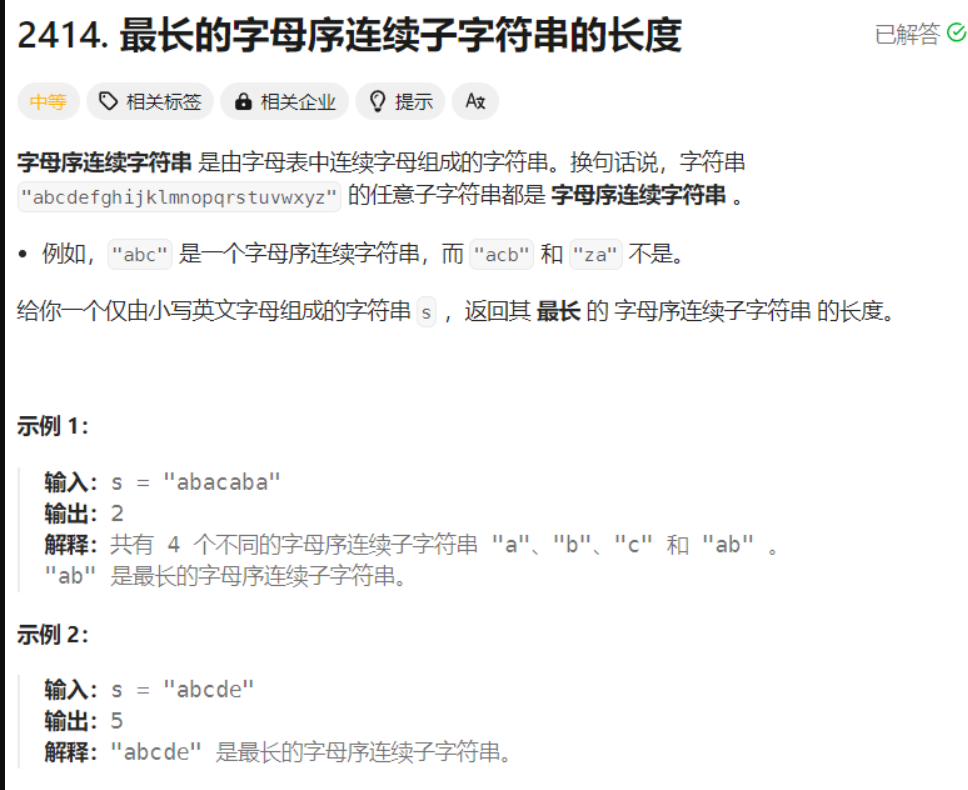 2414. 最长的字母序连续子字符串的长度
已解答
中等 相关标签 相关企业 提示 Aχ
字母序连续字符串 是由字母表中连续字母组成的字符串。换句话说，字符串
"abcdefghijklmnopqrstuvwxyz" 的任意子字符串都是 字母序连续字符串 。
• 例如，"abc" 是一个字母序连续字符串，而 "acb" 和 "za" 不是。
给你一个仅由小写英文字母组成的字符串 s ，返回其 最长 的 字母序连续子字符串 的长度。
示例 1：
输入：s = "abacaba"
输出：2
解释：共有 4 个不同的字母序连续子字符串 "a"、"b"、"c" 和 "ab" 。
"ab" 是最长的字母序连续子字符串。
示例 2：
输入：s = "abcde"
输出：5
解释："abcde" 是最长的字母序连续子字符串。